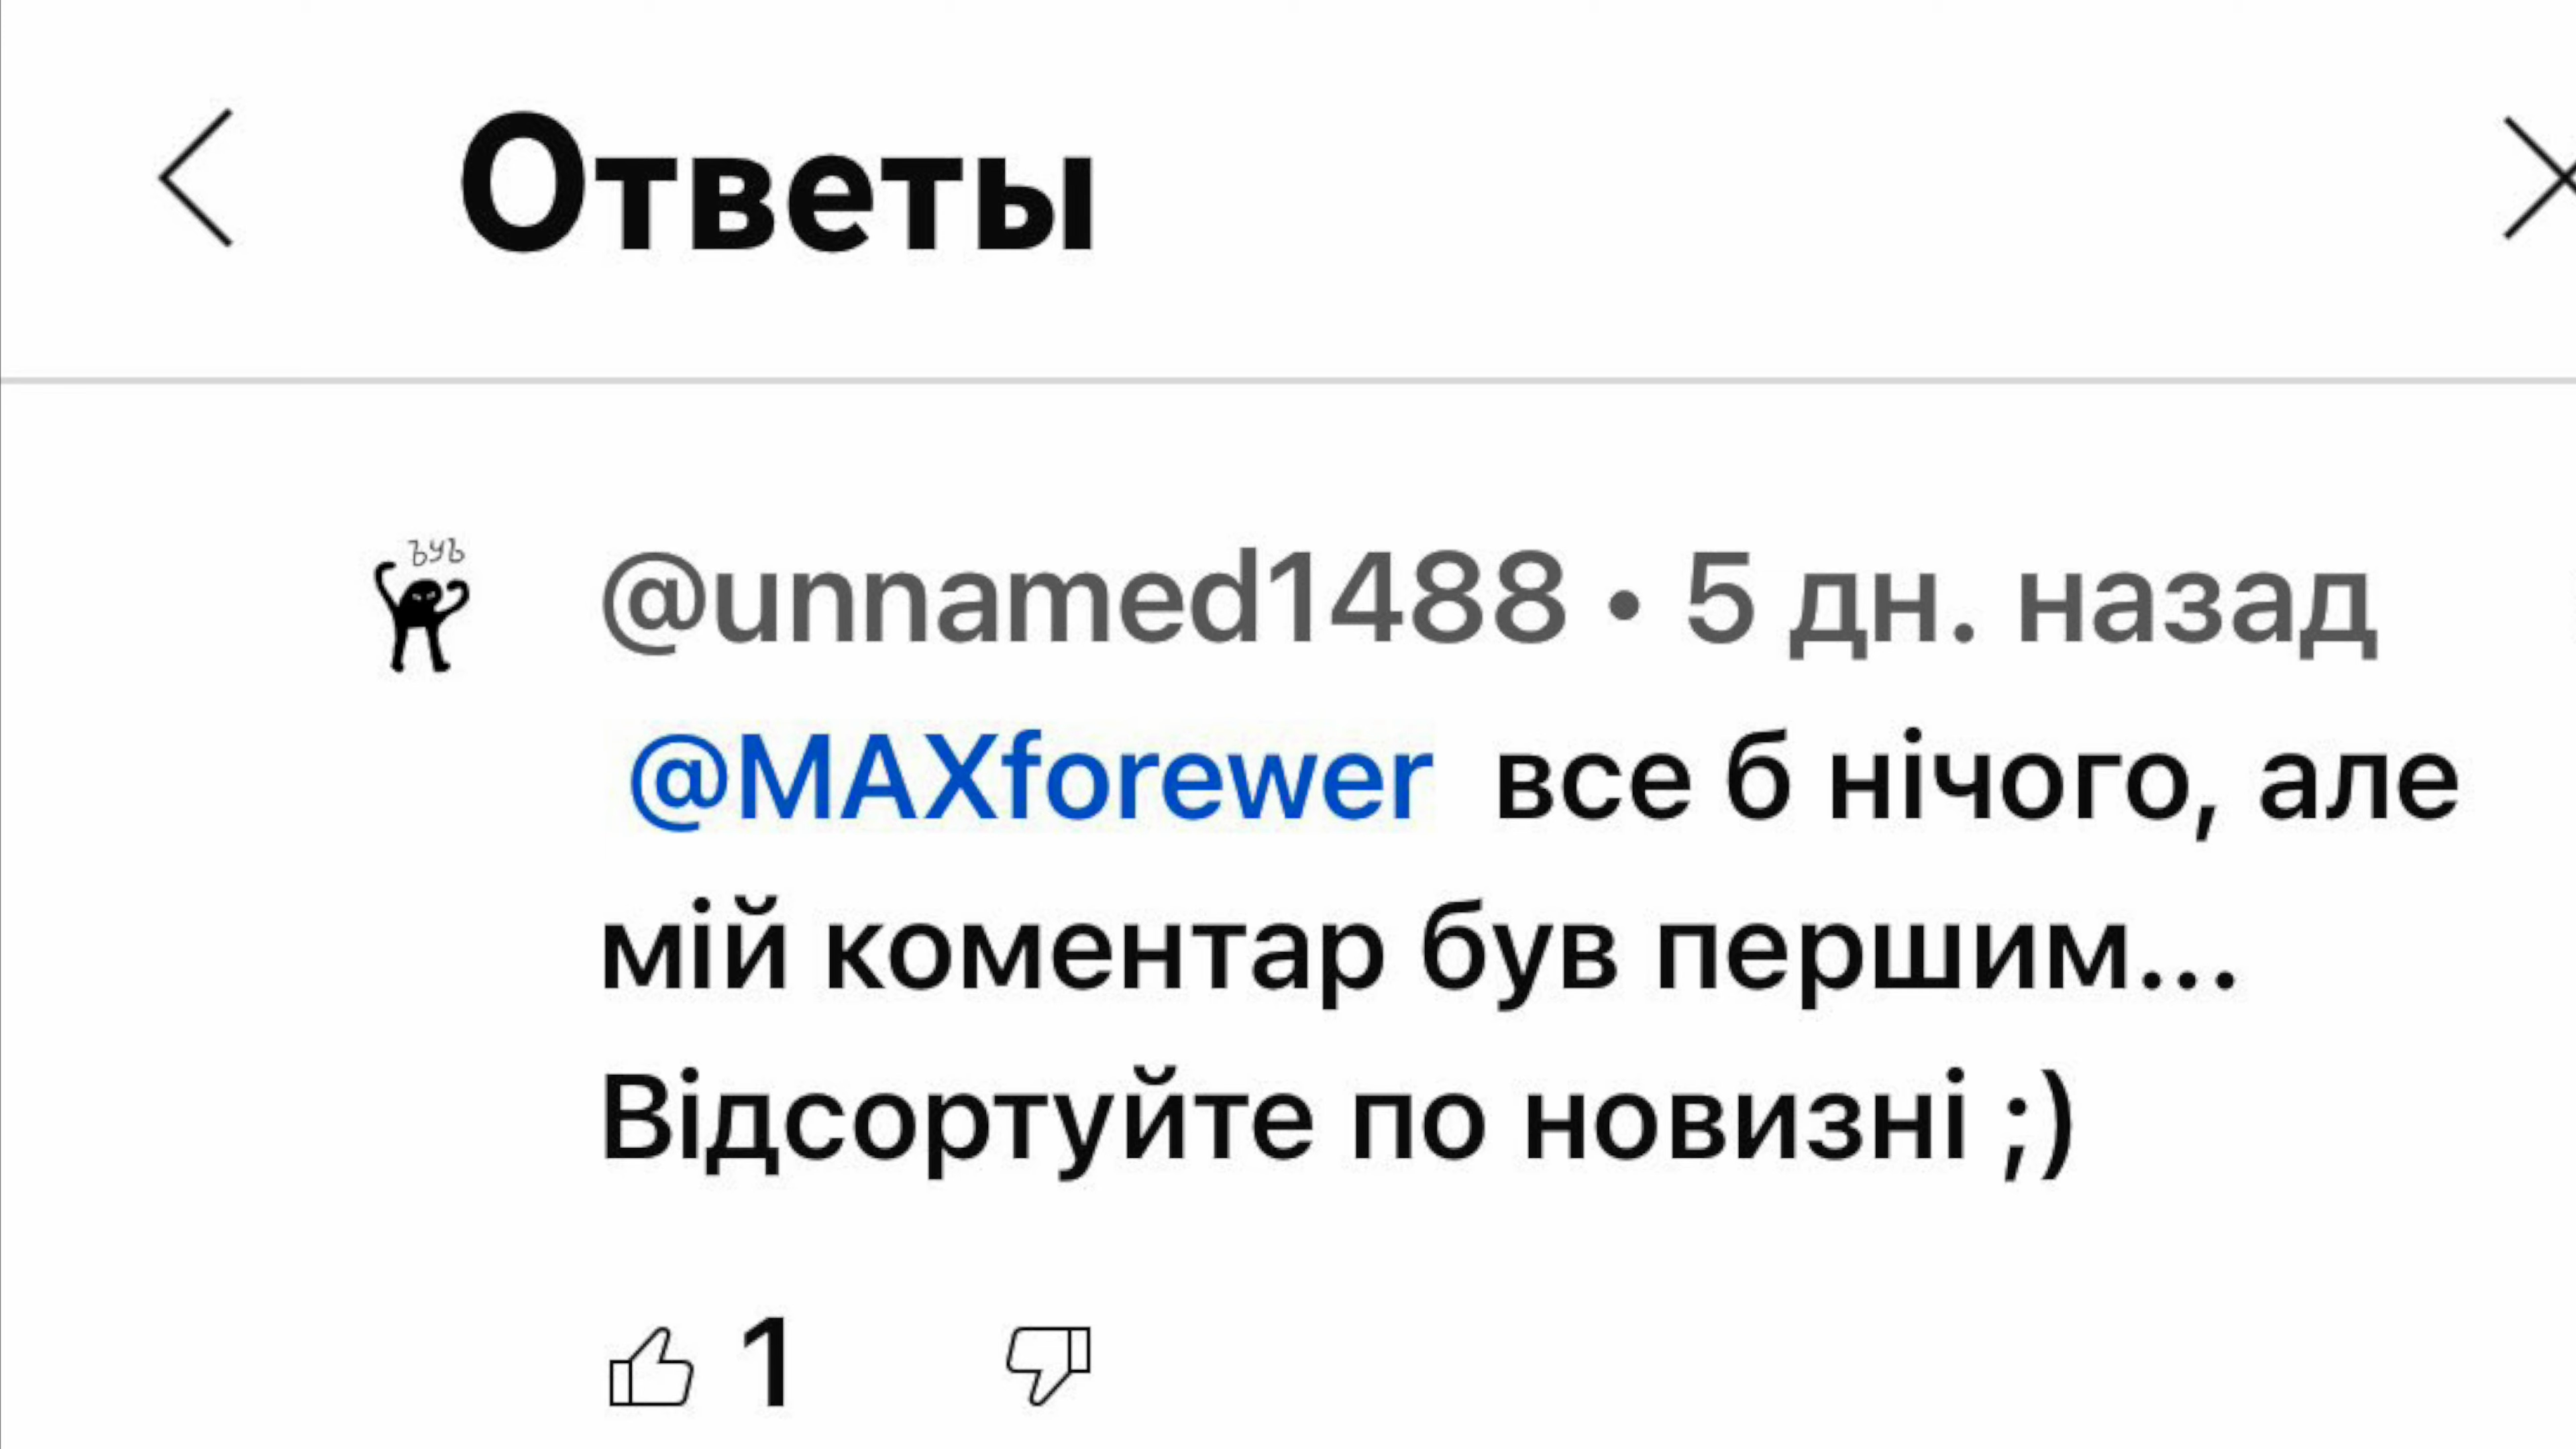 Ответы
ъуъ
@unnamed1488 • 5 дн. назад
@MAXforewer все б нічого, але
мій коментар був першим...
Відсортуйте по новизні ;)
1